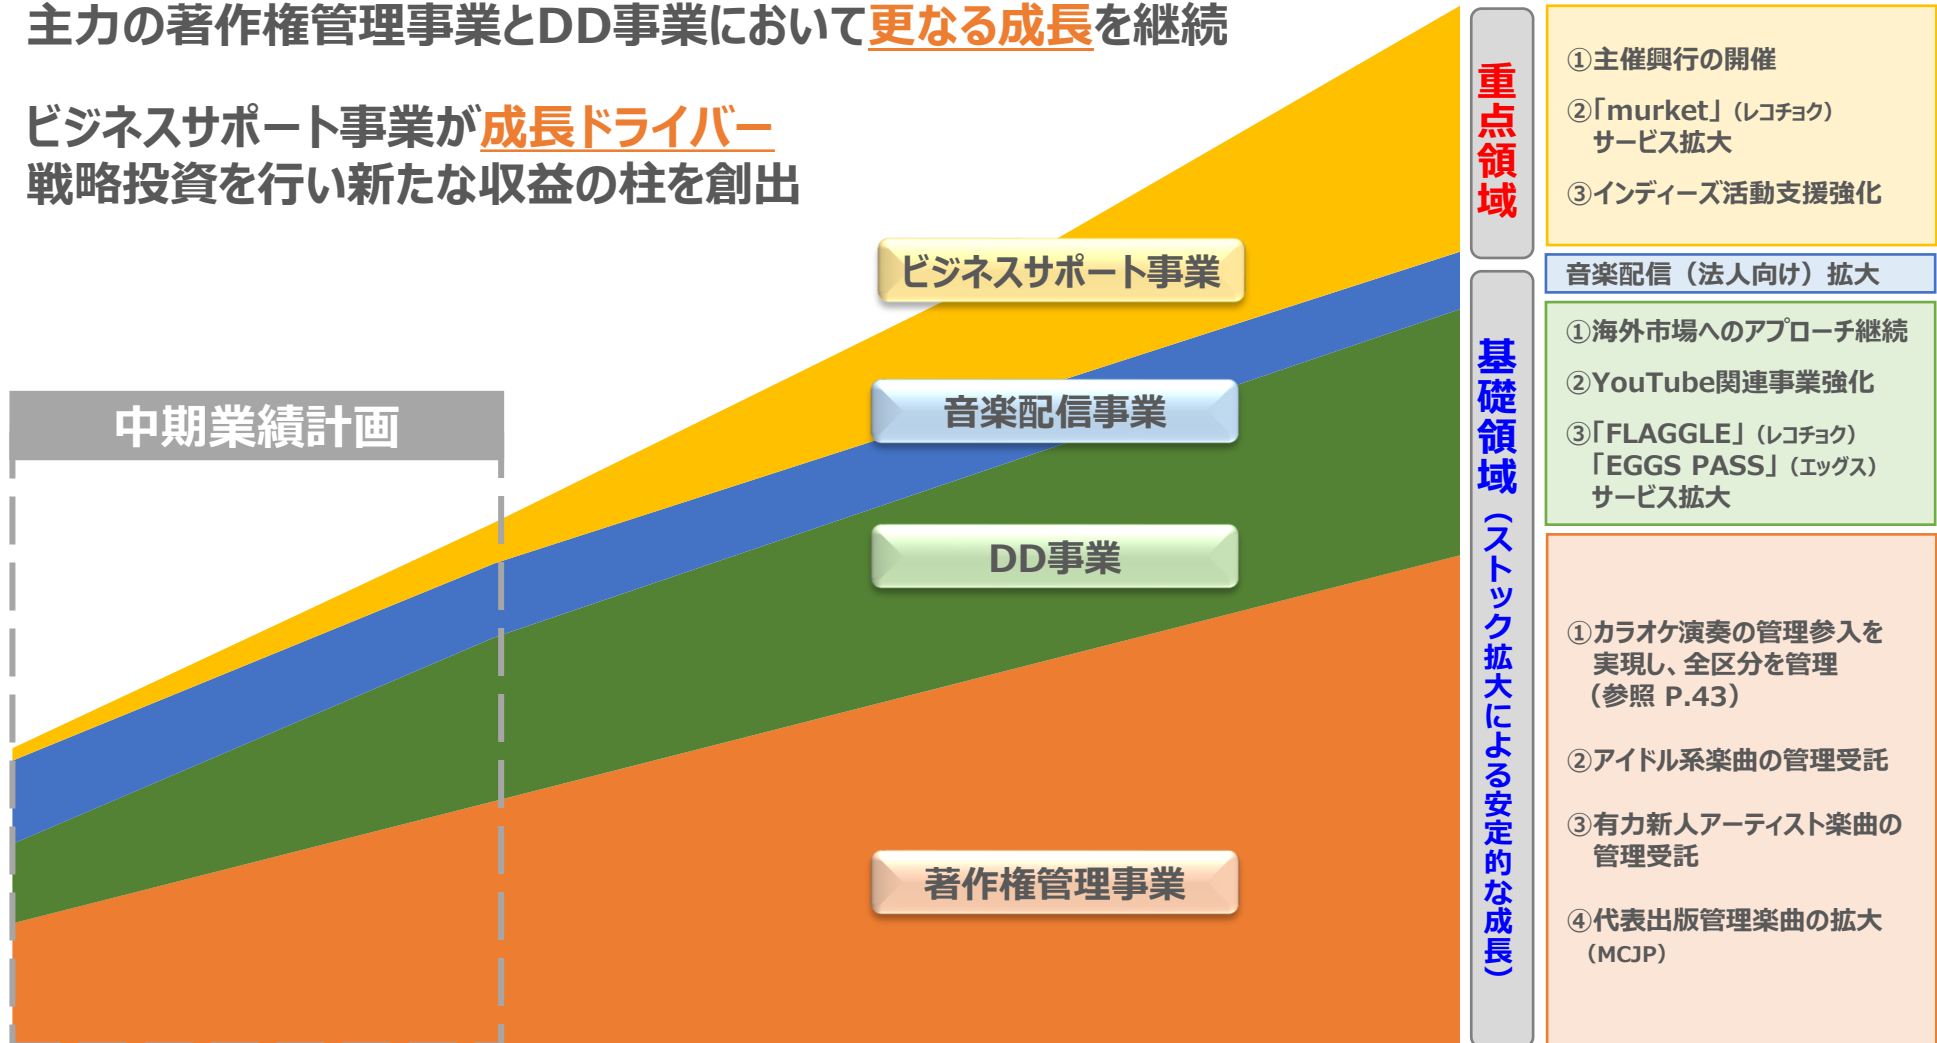 主力の著作権管理事業とDD事業において更なる成長を継続
ビジネスサポート事業が成長ドライバー
戦略投資を行い新たな収益の柱を創出
中期業績計画
ビジネスサポート事業
音楽配信事業
DD事業
著作権管理事業
重点領域
基礎領域（ストック拡大による安定的な成長）
①主催興行の開催
②「murket」（レコチョク）
サービス拡大
③インディーズ活動支援強化
音楽配信（法人向け）拡大
①海外市場へのアプローチ継続
②YouTube関連事業強化
③「FLAGGLE」（レコチョク）
「EGGS PASS」（エッグス）
サービス拡大
①カラオケ演奏の管理参入を
実現し、全区分を管理
（参照 P.43）
②アイドル系楽曲の管理受託
③有力新人アーティスト楽曲の
管理受託
④代表出版管理楽曲の拡大
（MCJP）